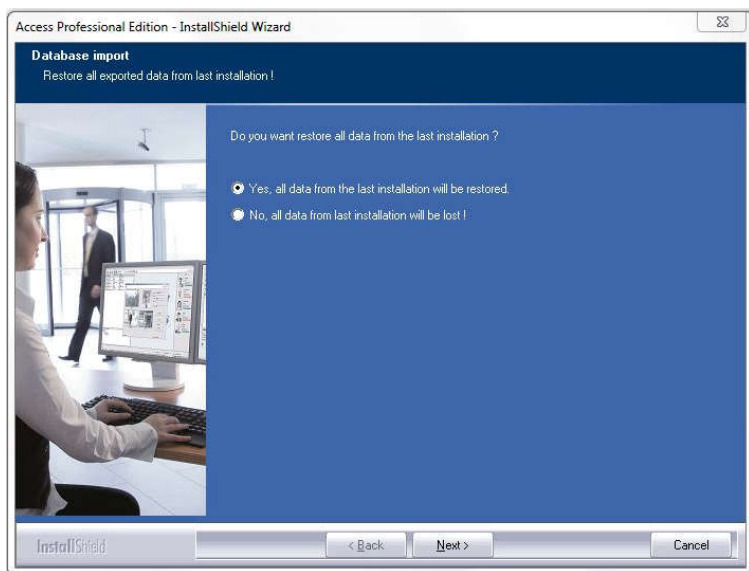 Access Professional Edition - InstallShield Wizard
Database import
Restore all exported data from last installation !
Do you want restore all data from the last installation ?
Yes, all data from the last installation will be restored.
No, all data from last installation will be lost !
InstallShield
< Back
Next >
Cancel